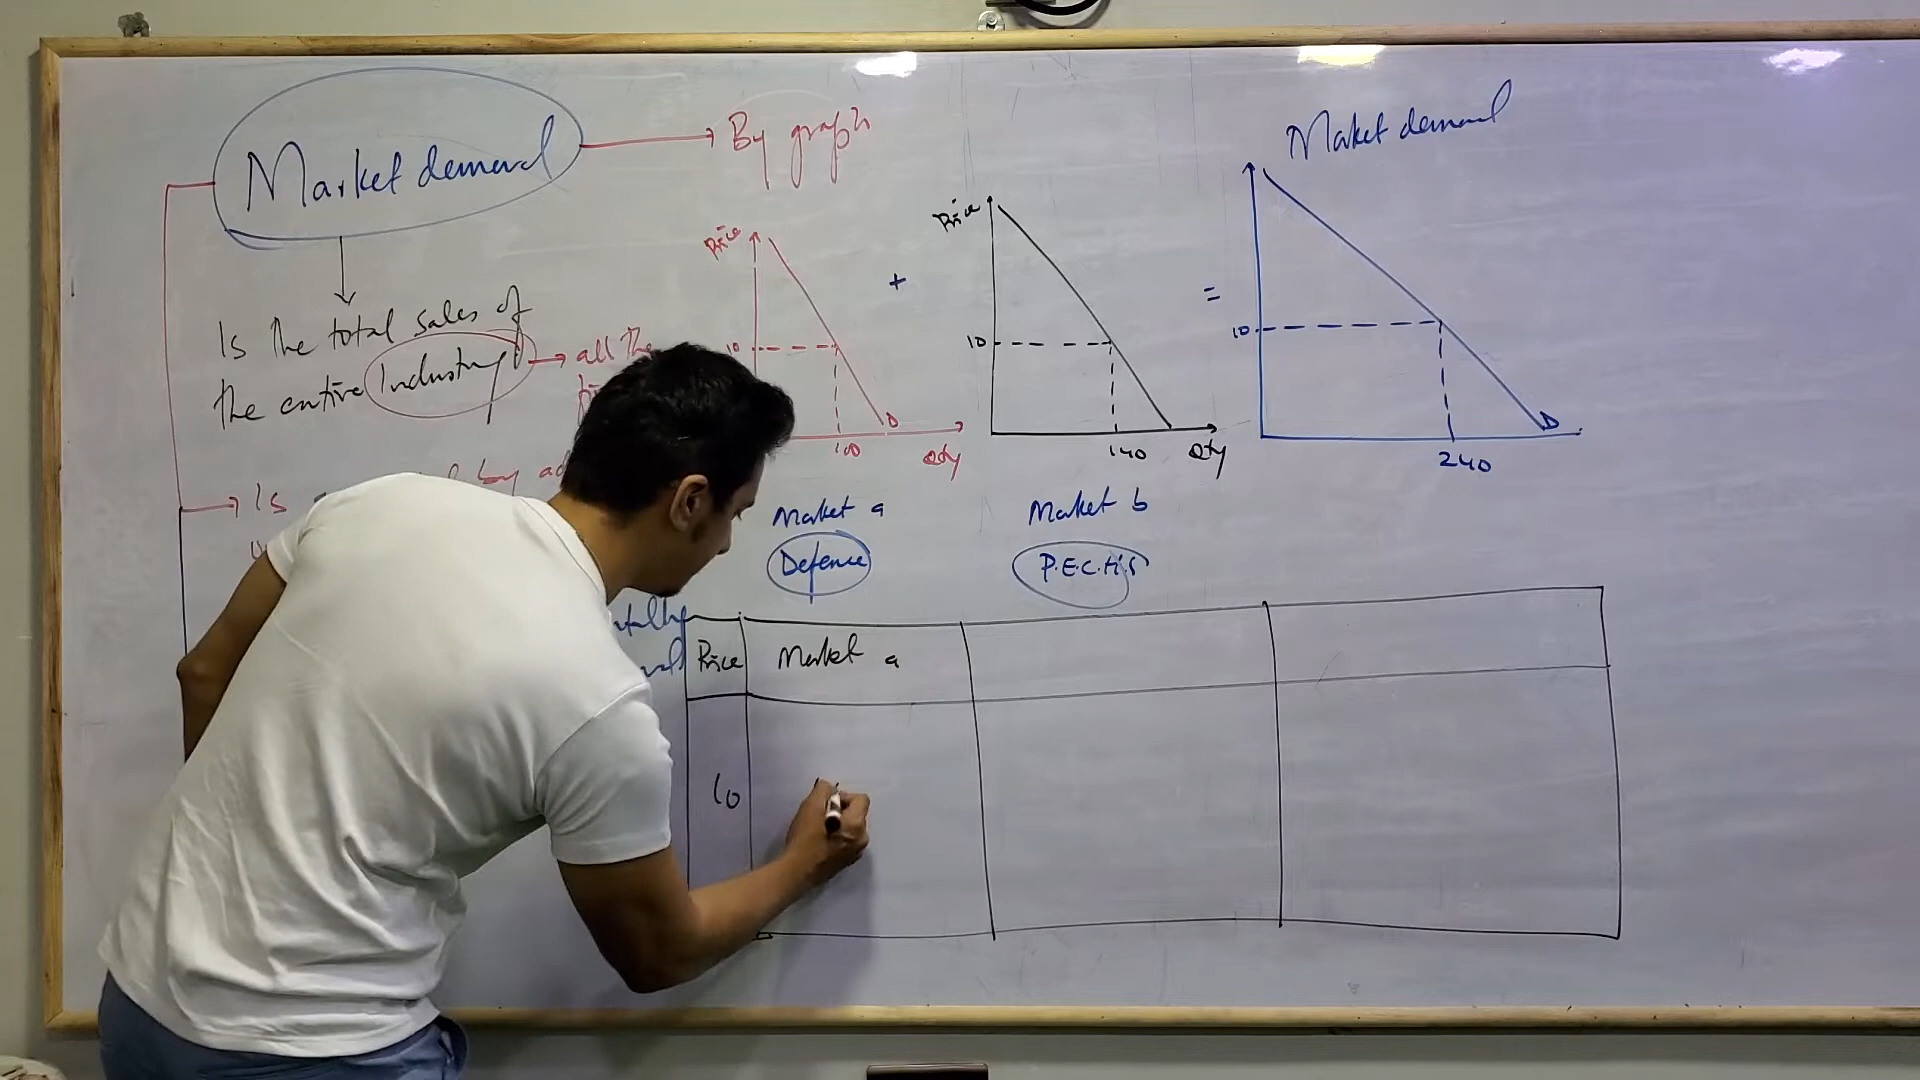 Market demand
By graph
Is the total sales of
the entire Industry
all the
Is
by
Price
10
100
Qty
D
Market a
Defence
+
Price
10
140
Qty
Market b
P.E.C.H.S
=
Market demand
10
240
D
Price
Market a
10